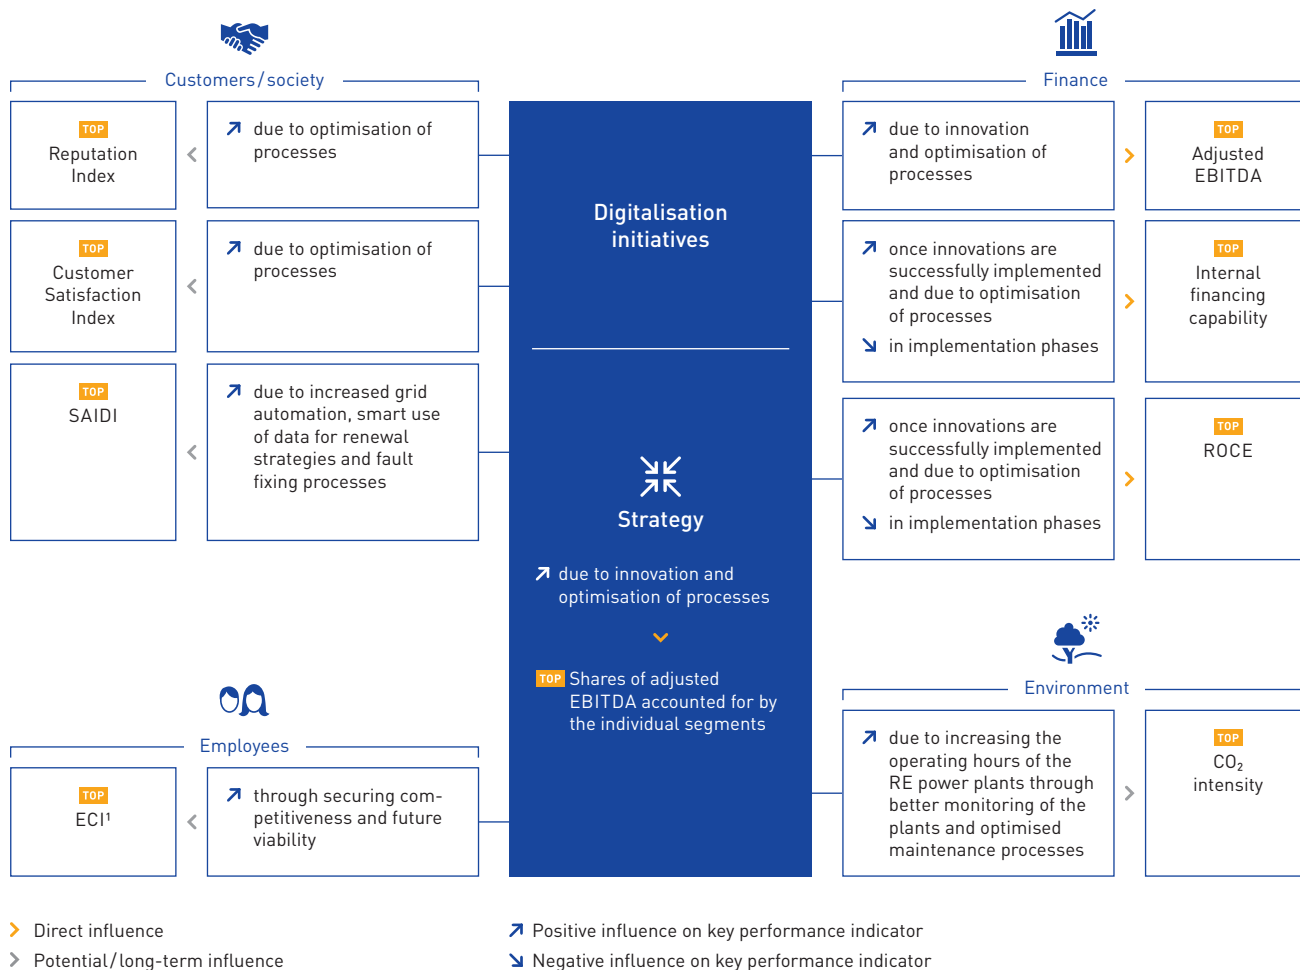 Customers/society
TOP
Reputation
Index
due to optimisation of
processes
TOP
Customer
Satisfaction
Index
due to optimisation of
processes
TOP
SAIDI
due to increased grid
automation, smart use
of data for renewal
strategies and fault
fixing processes
Employees
TOP
ECI¹
through securing com-
petitiveness and future
viability
Digitalisation
initiatives
Strategy
due to innovation and
optimisation of processes
TOP Shares of adjusted
EBITDA accounted for by
the individual segments
Finance
due to innovation
and optimisation of
processes
TOP
Adjusted
EBITDA
once innovations are
successfully implemented
and due to optimisation
of processes
in implementation phases
TOP
Internal
financing
capability
once innovations are
successfully implemented
and due to optimisation
of processes
in implementation phases
TOP
ROCE
Environment
due to increasing the
operating hours of the
RE power plants through
better monitoring of the
plants and optimised
maintenance processes
TOP
CO₂
intensity
Direct influence
Potential/long-term influence
Positive influence on key performance indicator
Negative influence on key performance indicator